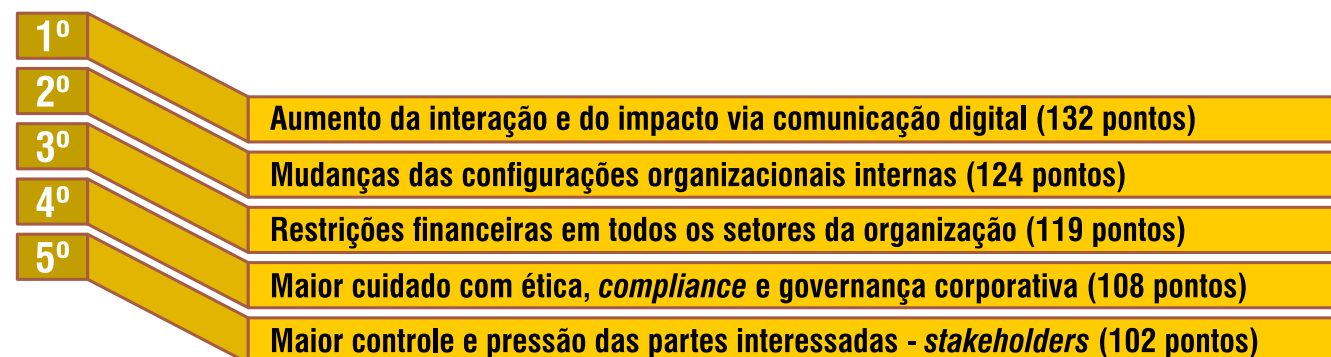 1º
Aumento da interação e do impacto via comunicação digital (132 pontos)
2º
Mudanças das configurações organizacionais internas (124 pontos)
3º
Restrições financeiras em todos os setores da organização (119 pontos)
4º
Maior cuidado com ética, compliance e governança corporativa (108 pontos)
5º
Maior controle e pressão das partes interessadas - stakeholders (102 pontos)